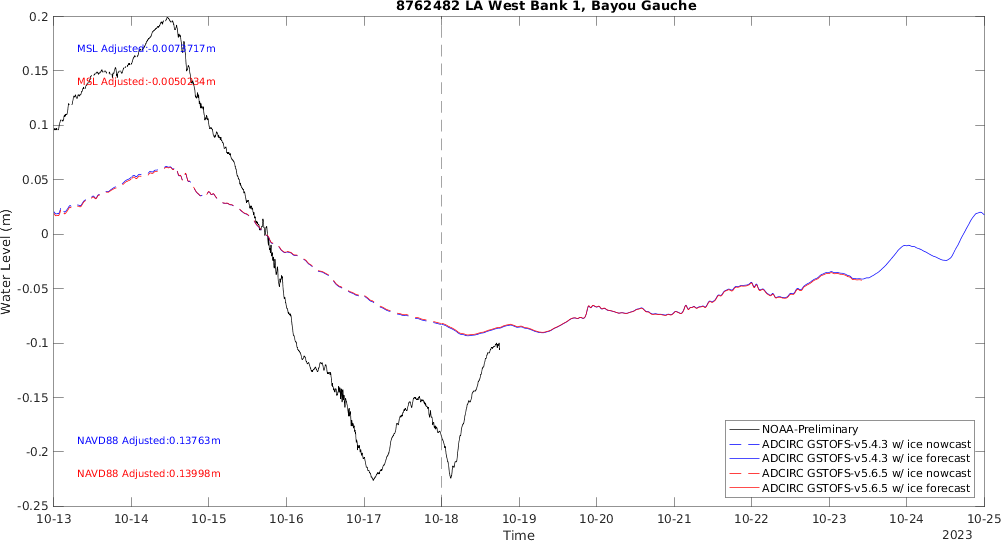 8762482 LA West Bank 1, Bayou Gauche
0.2
0.15
0.1
0.05
0
-0.05
-0.1
-0.15
-0.2
-0.25
Water Level (m)
MSL Adjusted:-0.0073717m
MSL Adjusted:-0.0050234m
NAVD88 Adjusted:0.13763m
NAVD88 Adjusted:0.13998m
NOAA-Preliminary
ADCIRC GSTOFS-v5.4.3 w/ ice nowcast
ADCIRC GSTOFS-v5.4.3 w/ ice forecast
ADCIRC GSTOFS-v5.6.5 w/ ice nowcast
ADCIRC GSTOFS-v5.6.5 w/ ice forecast
10-13 10-14 10-15 10-16 10-17 10-18 10-19 10-20 10-21 10-22 10-23 10-24 10-25
Time
2023